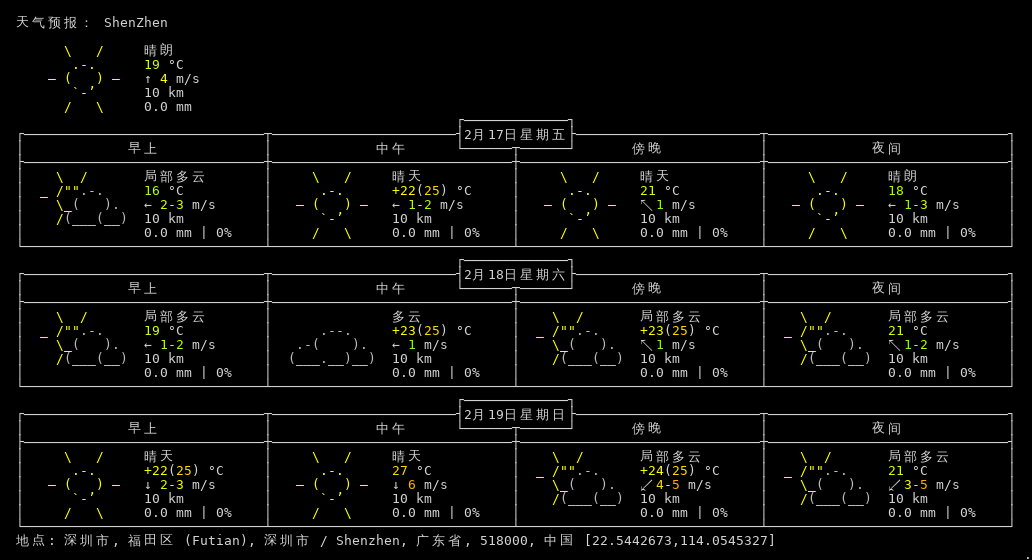 天气预报： ShenZhen
晴朗
19 °C
↑ 4 m/s
10 km
0.0 mm
2月17日星期五
早上 中午 傍晚 夜间
局部多云 晴天 晴天 晴朗
16 °C +22(25) °C 21 °C 18 °C
← 2-3 m/s ← 1-2 m/s ↖ 1 m/s ← 1-3 m/s
10 km 10 km 10 km 10 km
0.0 mm | 0% 0.0 mm | 0% 0.0 mm | 0% 0.0 mm | 0%
2月18日星期六
早上 中午 傍晚 夜间
局部多云 多云 局部多云 局部多云
19 °C +23(25) °C +23(25) °C 21 °C
← 1-2 m/s ← 1 m/s ↖ 1 m/s ↖ 1-2 m/s
10 km 10 km 10 km 10 km
0.0 mm | 0% 0.0 mm | 0% 0.0 mm | 0% 0.0 mm | 0%
2月19日星期日
早上 中午 傍晚 夜间
晴天 晴天 局部多云 局部多云
+22(25) °C 27 °C +24(25) °C 21 °C
↓ 2-3 m/s ↓ 6 m/s ↙ 4-5 m/s ↙ 3-5 m/s
10 km 10 km 10 km 10 km
0.0 mm | 0% 0.0 mm | 0% 0.0 mm | 0% 0.0 mm | 0%
地点: 深圳市, 福田区 (Futian), 深圳市 / Shenzhen, 广东省, 518000, 中国 [22.5442673,114.0545327]